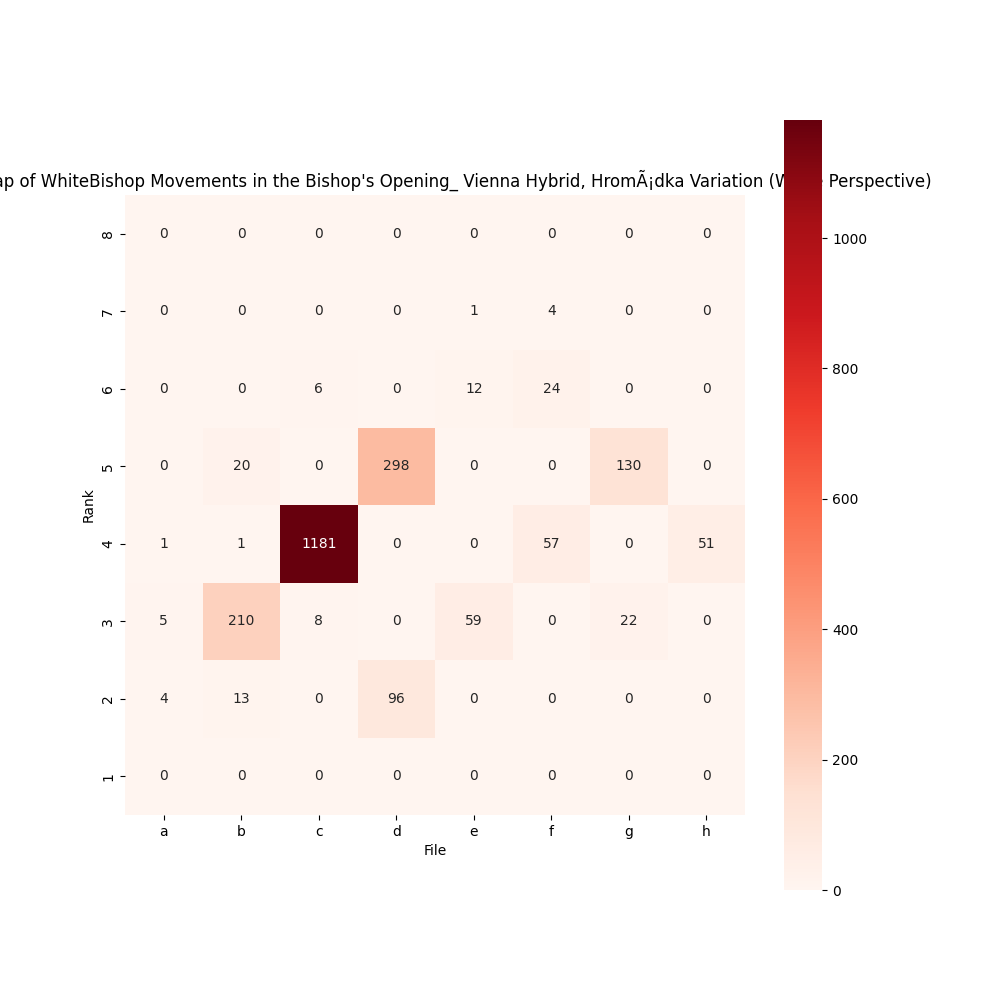 ap of WhiteBishop Movements in the Bishop's Opening_ Vienna Hybrid, HromÃ¡dka Variation ( Perspective)
8 0 0 0 0 0 0 0 0
7 0 0 0 0 1 4 0 0
6 0 0 6 0 12 24 0 0
5 0 20 0 298 0 0 130 0
4 1 1 1181 0 0 57 0 51
3 5 210 8 0 59 0 22 0
2 4 13 0 96 0 0 0 0
1 0 0 0 0 0 0 0 0
a b c d e f g h
File
Rank
1000
800
600
400
200
0